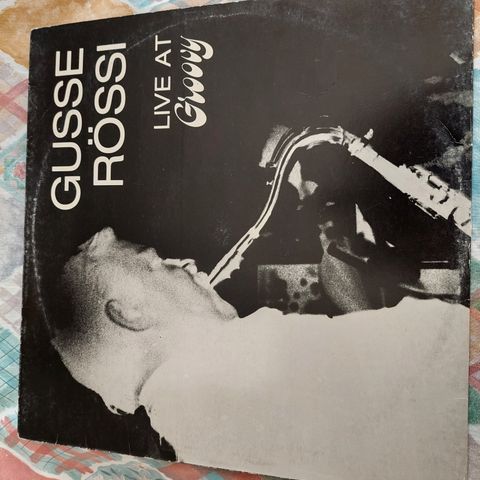 GUSSE
RÖSSI
LIVE AT
Groovy